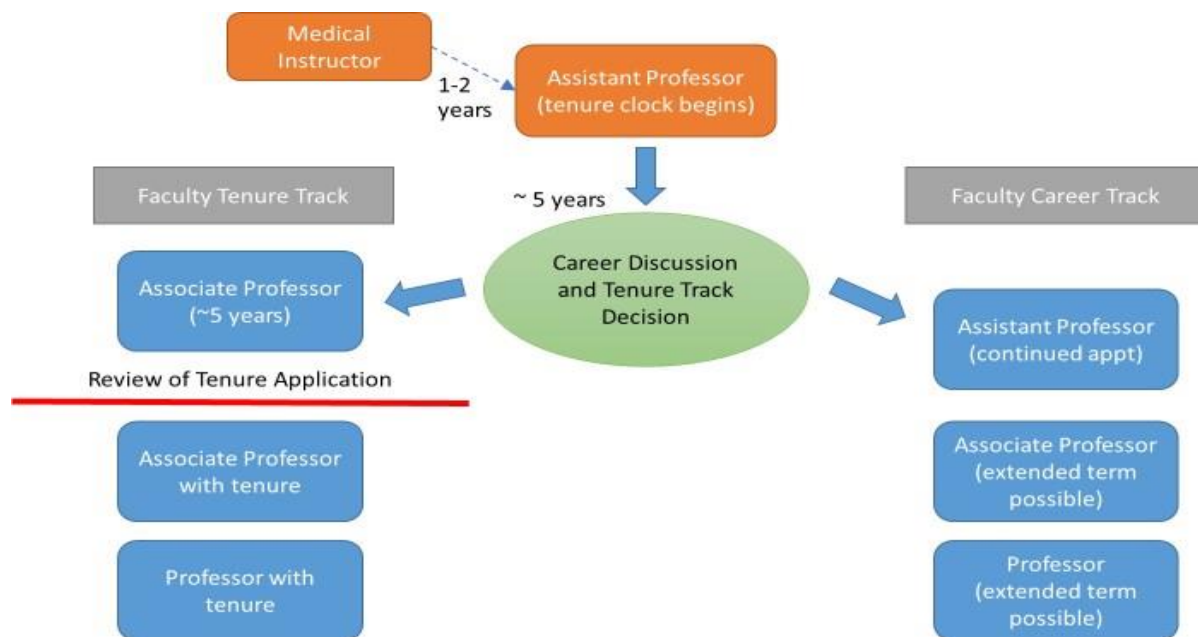 Medical
Instructor
1-2
years
Assistant Professor
(tenure clock begins)
~ 5 years
Faculty Tenure Track
Faculty Career Track
Career Discussion
and Tenure Track
Decision
Associate Professor
(~5 years)
Review of Tenure Application
Associate Professor
with tenure
Professor with
tenure
Assistant Professor
(continued appt)
Associate Professor
(extended term
possible)
Professor
(extended term
possible)